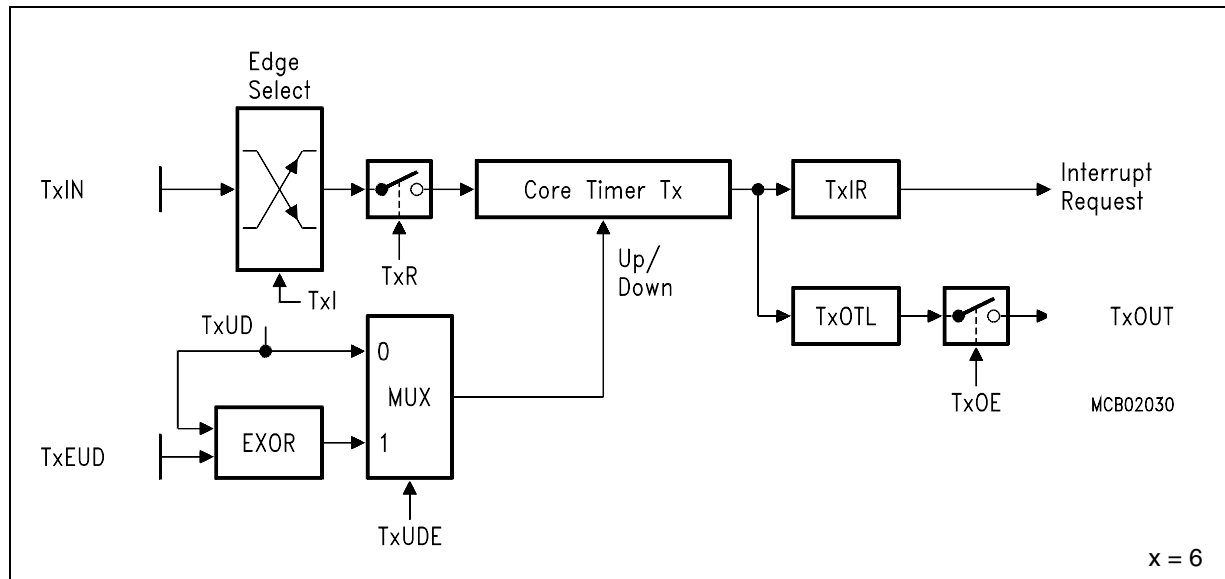 Edge
Select
TxIN
Core Timer Tx
TxIR
Interrupt
Request
TxR
TxI
Up/
Down
TxUD
TxOTL
TxOUT
0
MUX
1
TxOE
MCB02030
TxEUD
EXOR
TxUDE
x = 6